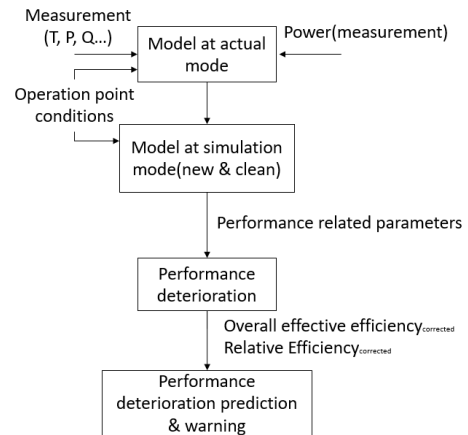 Measurement
(T, P, Q...)
Model at actual
mode
Power(measurement)
Operation point
conditions
Model at simulation
mode(new & clean)
Performance related parameters
Performance
deterioration
Overall effective efficiencycorrected
Relative Efficiencycorrected
Performance
deterioration prediction
& warning